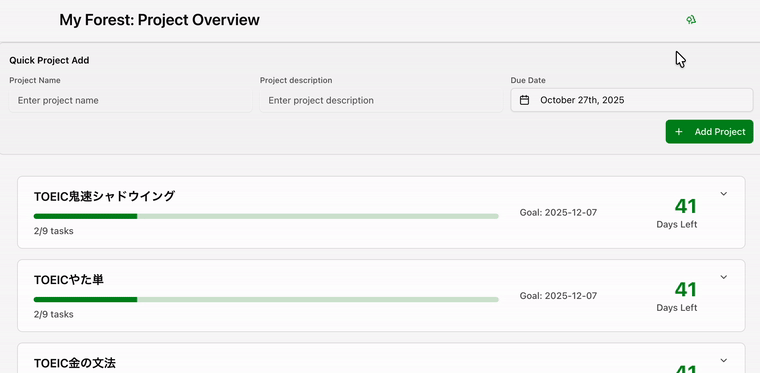 My Forest: Project Overview
Quick Project Add
Project Name
Project description
Due Date
Enter project name
Enter project description
October 27th, 2025
Add Project
TOEIC鬼速シャドウイング
2/9 tasks
Goal: 2025-12-07
41
Days Left
TOEICやた単
2/9 tasks
Goal: 2025-12-07
41
Days Left
TOEIC金の文法
41